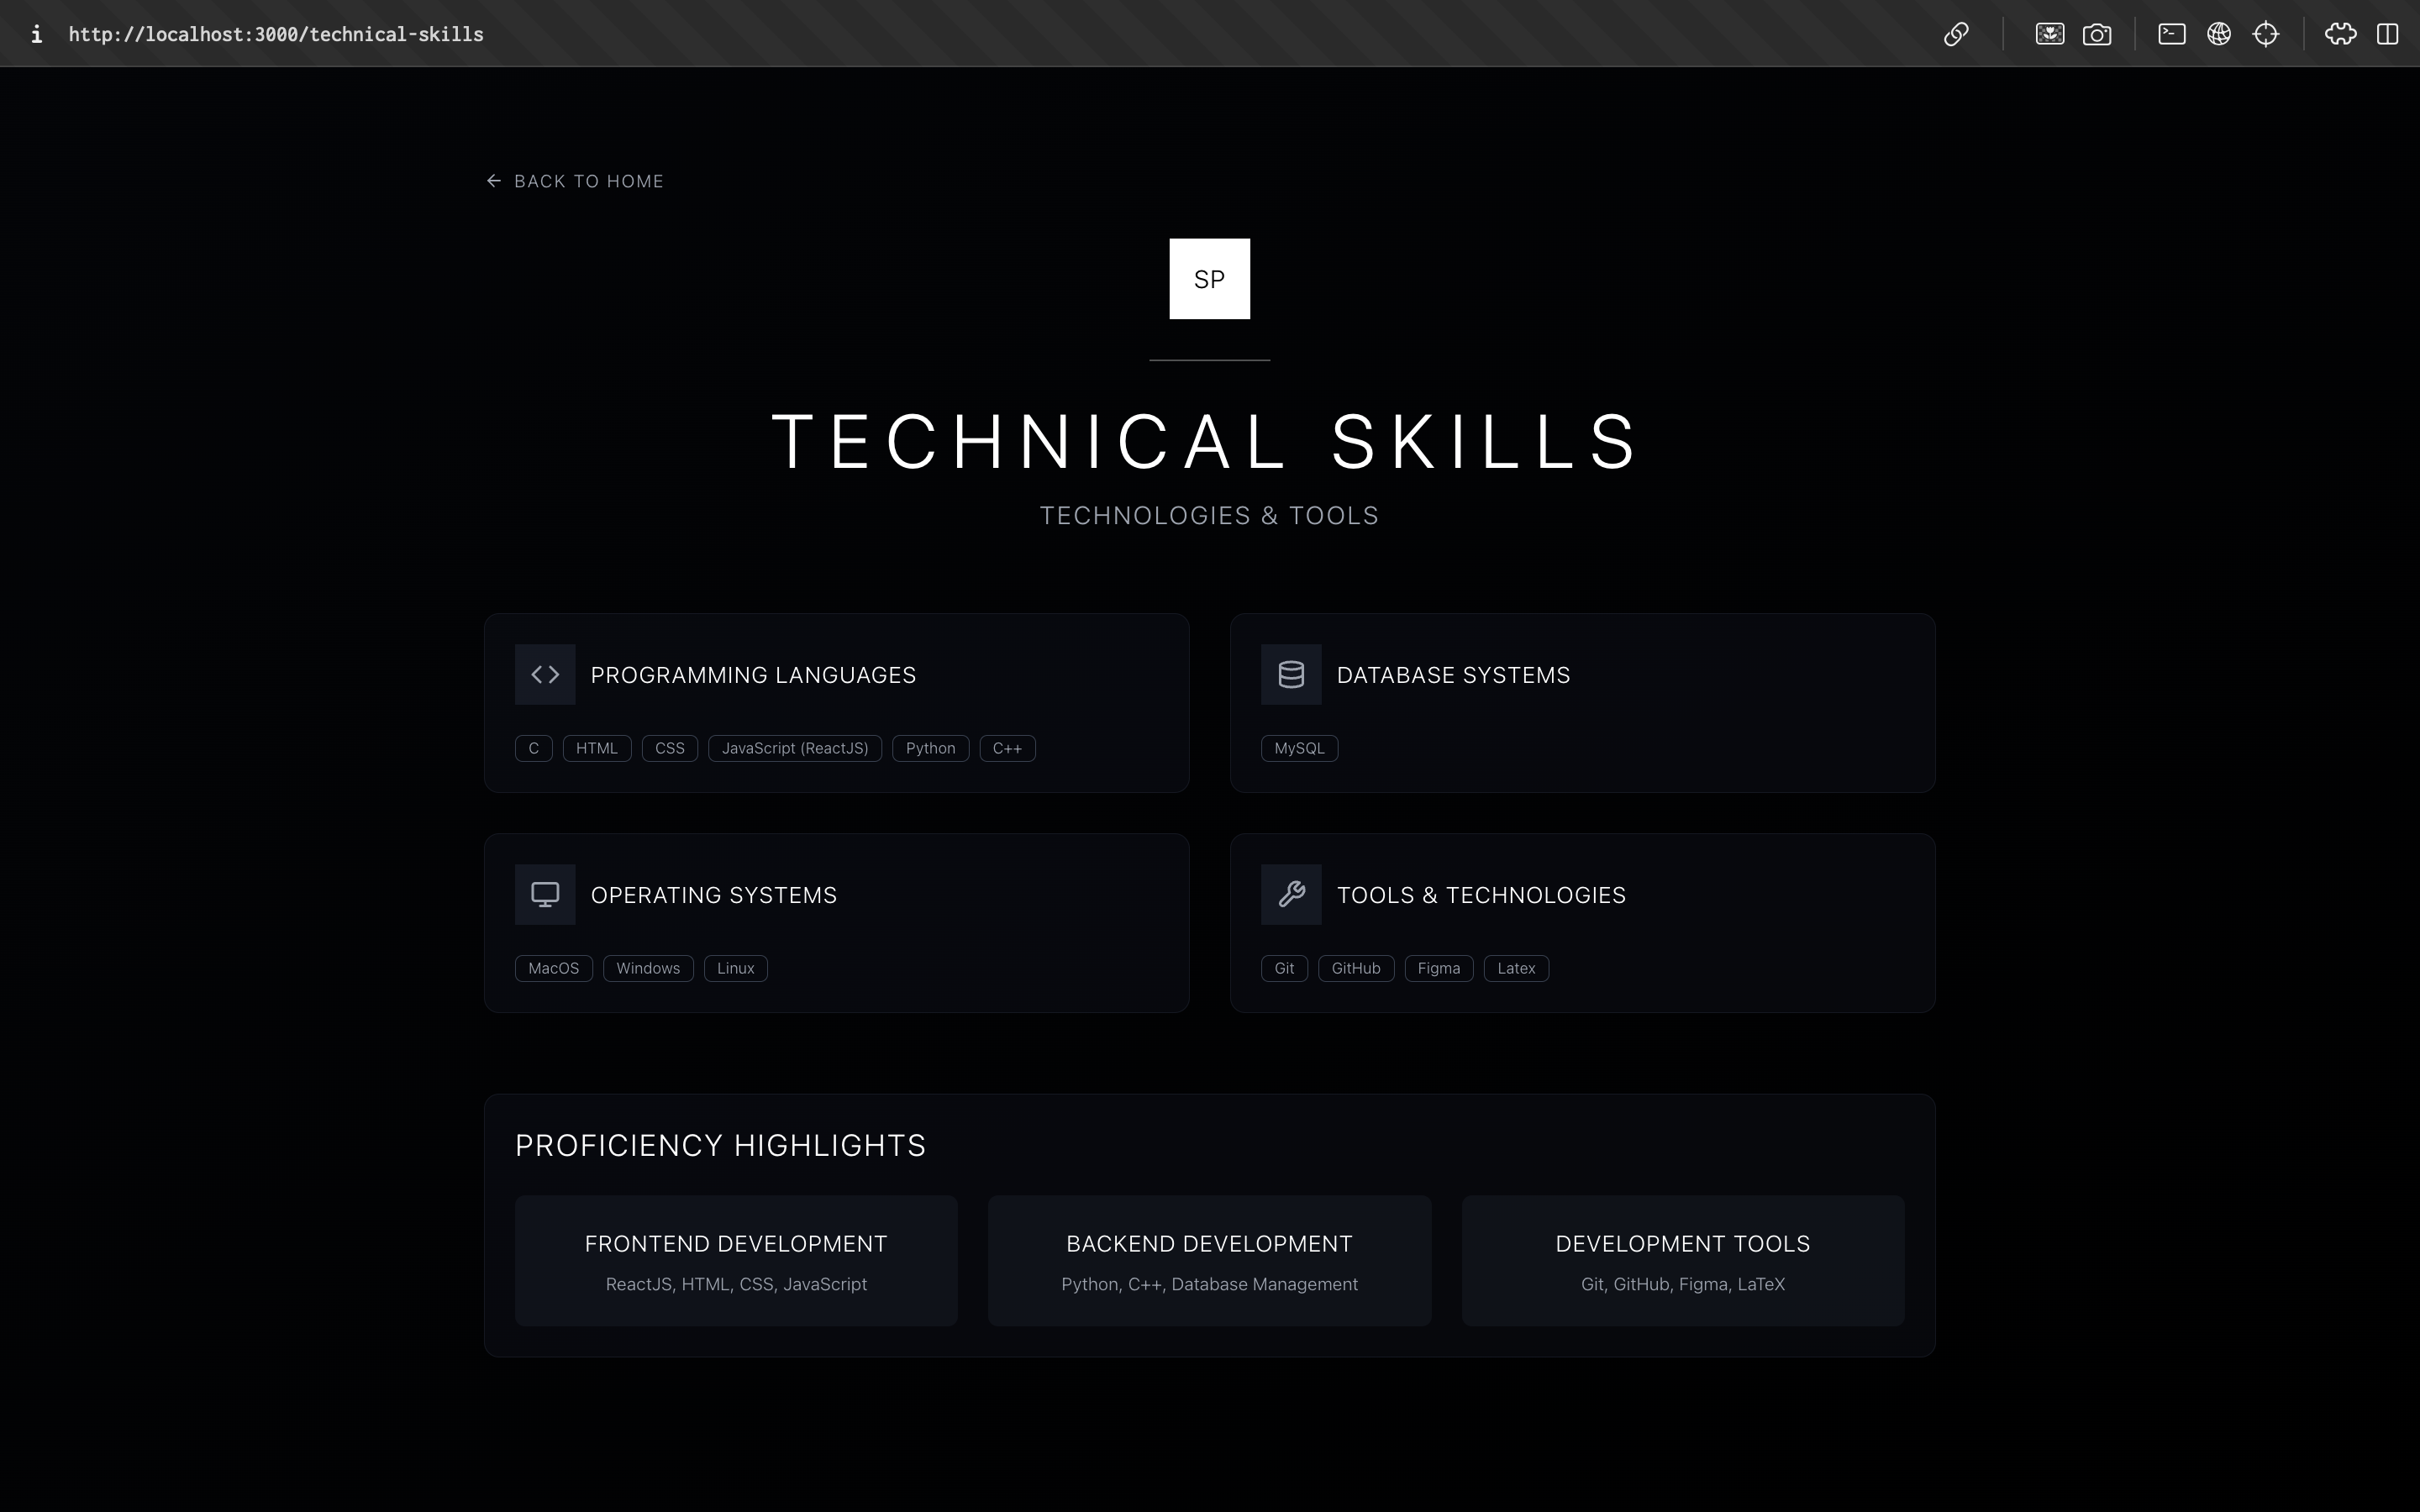 http://localhost:3000/technical-skills
BACK TO HOME
SP
TECHNICAL SKILLS
TECHNOLOGIES & TOOLS
PROGRAMMING LANGUAGES
C HTML CSS JavaScript (ReactJS) Python C++
DATABASE SYSTEMS
MySQL
OPERATING SYSTEMS
MacOS Windows Linux
TOOLS & TECHNOLOGIES
Git GitHub Figma Latex
PROFICIENCY HIGHLIGHTS
FRONTEND DEVELOPMENT
ReactJS, HTML, CSS, JavaScript
BACKEND DEVELOPMENT
Python, C++, Database Management
DEVELOPMENT TOOLS
Git, GitHub, Figma, LaTeX